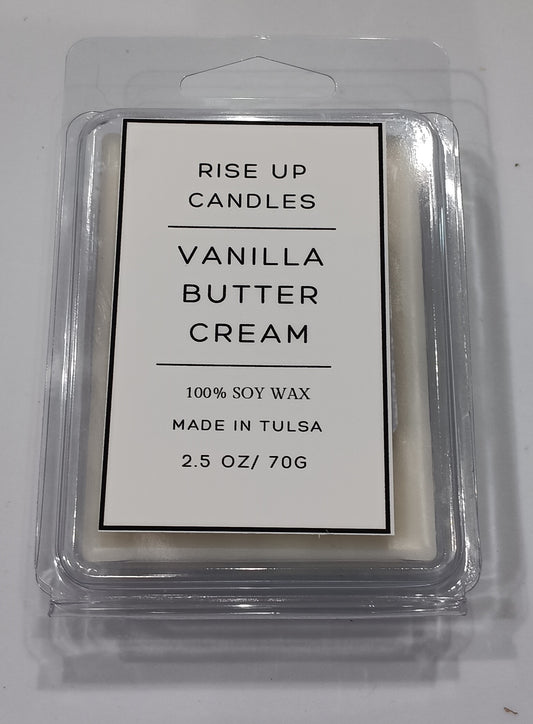 RISE UP
CANDLES
VANILLA
BUTTER
CREAM
100% SOY WAX
MADE IN TULSA
2.5 OZ/ 70G